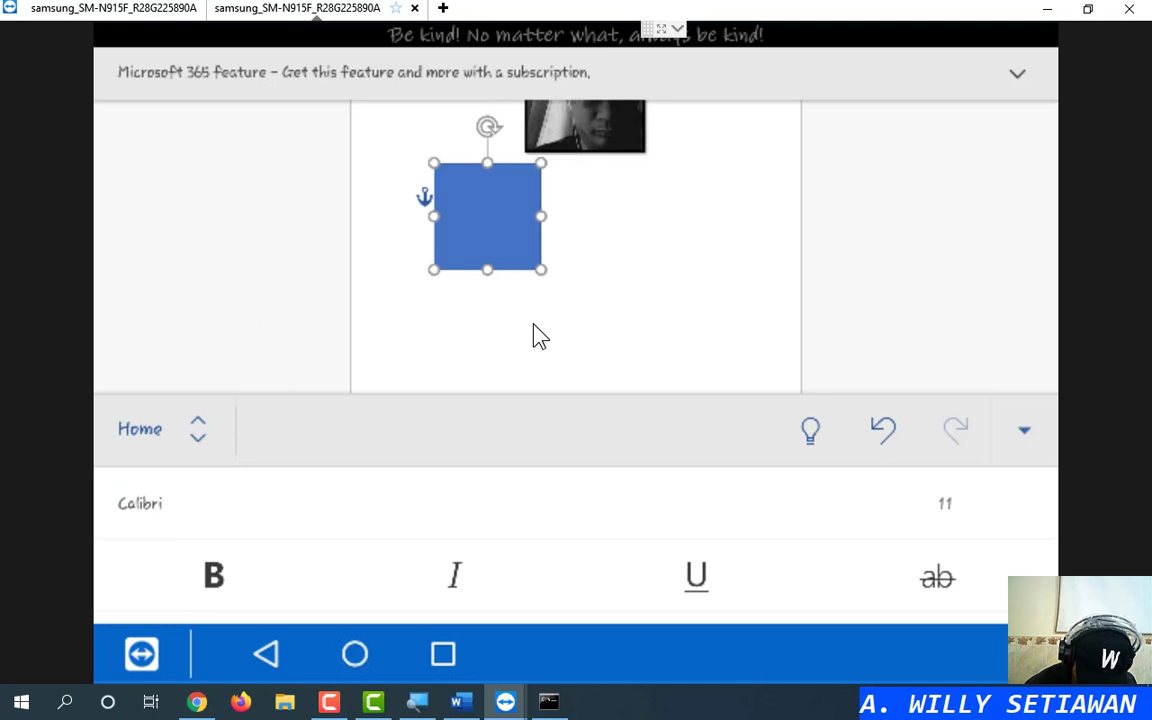 samsung_SM-N915F_R28G225890A
samsung_SM-N915F_R28G225890A
Be kind! No matter what, always be kind!
Microsoft 365 feature - Get this feature and more with a subscription.
Home
Calibri
11
B
I
U
ab
W
A. WILLY SETIAWAN